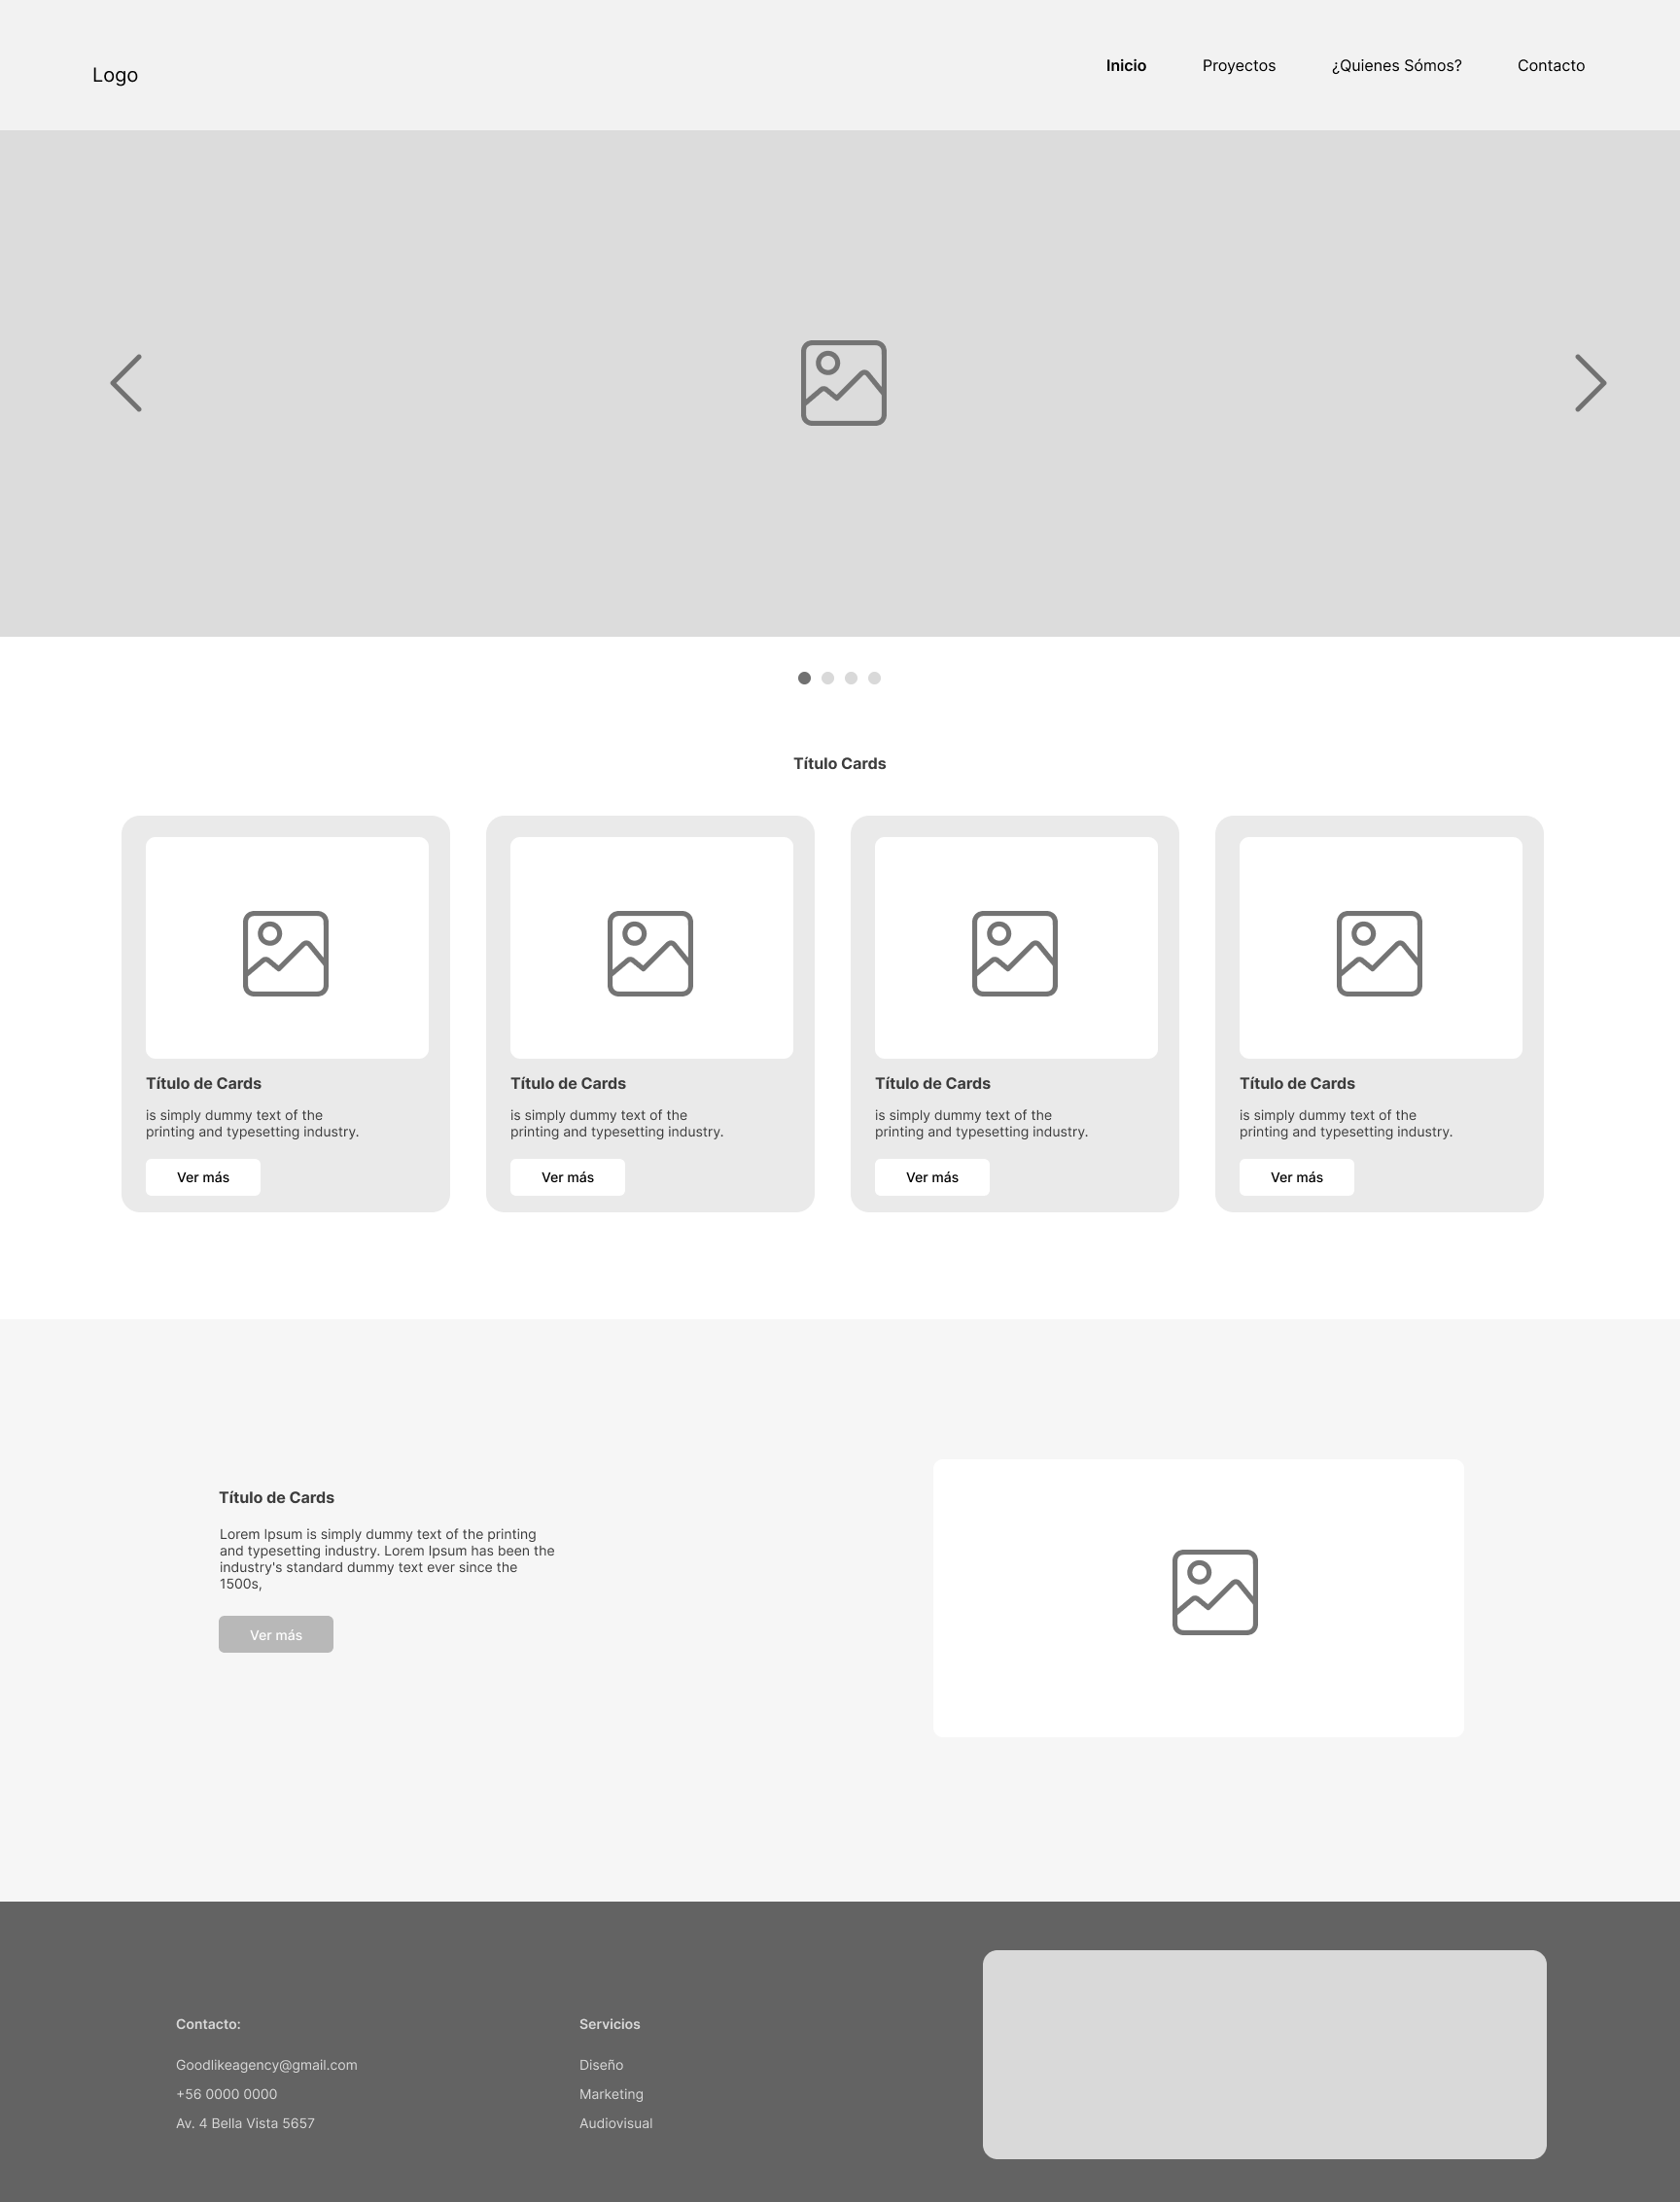 Logo
Inicio
Proyectos
¿Quienes Sómos?
Contacto
Título Cards
Título de Cards
is simply dummy text of the
printing and typesetting industry.
Ver más
Título de Cards
is simply dummy text of the
printing and typesetting industry.
Ver más
Título de Cards
is simply dummy text of the
printing and typesetting industry.
Ver más
Título de Cards
is simply dummy text of the
printing and typesetting industry.
Ver más
Título de Cards
Lorem Ipsum is simply dummy text of the printing
and typesetting industry. Lorem Ipsum has been the
industry's standard dummy text ever since the
1500s,
Ver más
Contacto:
Goodlikeagency@gmail.com
+56 0000 0000
Av. 4 Bella Vista 5657
Servicios
Diseño
Marketing
Audiovisual